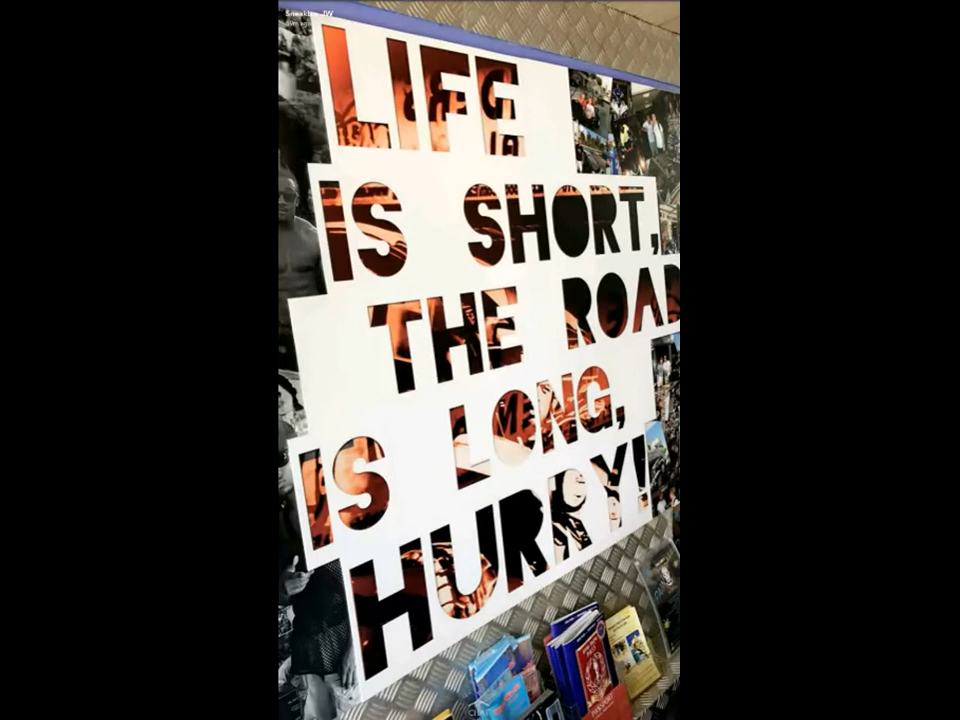 LIFE
IS SHORT,
THE ROAD
IS LONG,
HURRY!